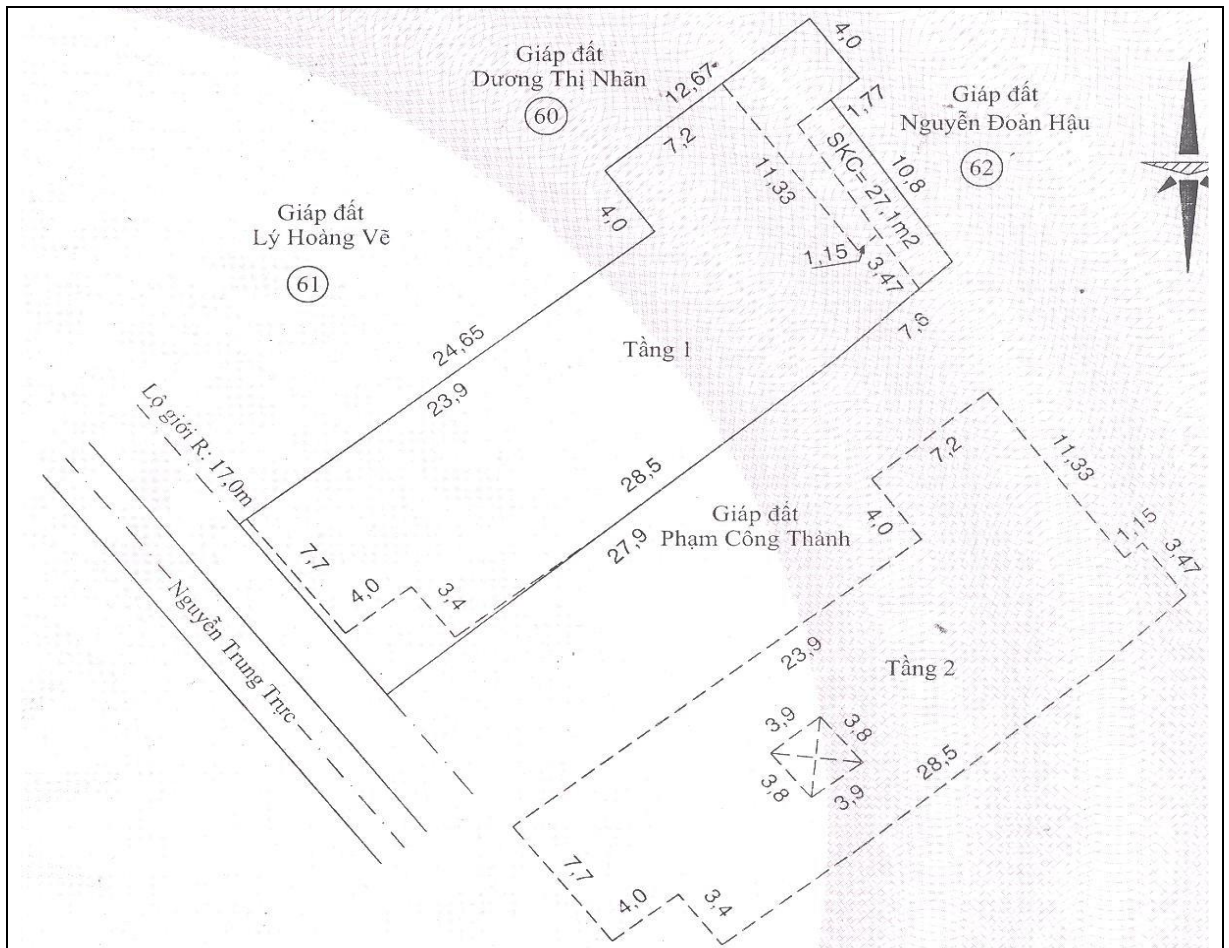 Giáp đất
Dương Thị Nhãn
60
12,67
4,0
7,2
1,77
Giáp đất
Nguyễn Đoàn Hậu
62
11,33
SKC= 27,1m2
10,8
Giáp đất
Lý Hoàng Vẽ
61
4,0
1,15
3,47
7,6
24,65
23,9
Tầng 1
Lộ giới R: 17,0m
28,5
27,9
Giáp đất
Phạm Công Thành
7,7
4,0
3,4
Nguyễn Trung Trực
7,2
11,33
4,0
1,15
3,47
23,9
Tầng 2
3,9
3,8
3,8
3,9
28,5
7,7
4,0
3,4